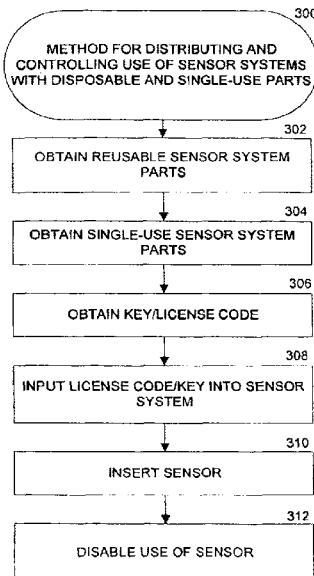 300
METHOD FOR DISTRIBUTING AND
CONTROLLING USE OF SENSOR SYSTEMS
WITH DISPOSABLE AND SINGLE-USE PARTS
302
OBTAIN REUSABLE SENSOR SYSTEM
PARTS
304
OBTAIN SINGLE-USE SENSOR SYSTEM
PARTS
306
OBTAIN KEY/LICENSE CODE
308
INPUT LICENSE CODE/KEY INTO SENSOR
SYSTEM
310
INSERT SENSOR
312
DISABLE USE OF SENSOR